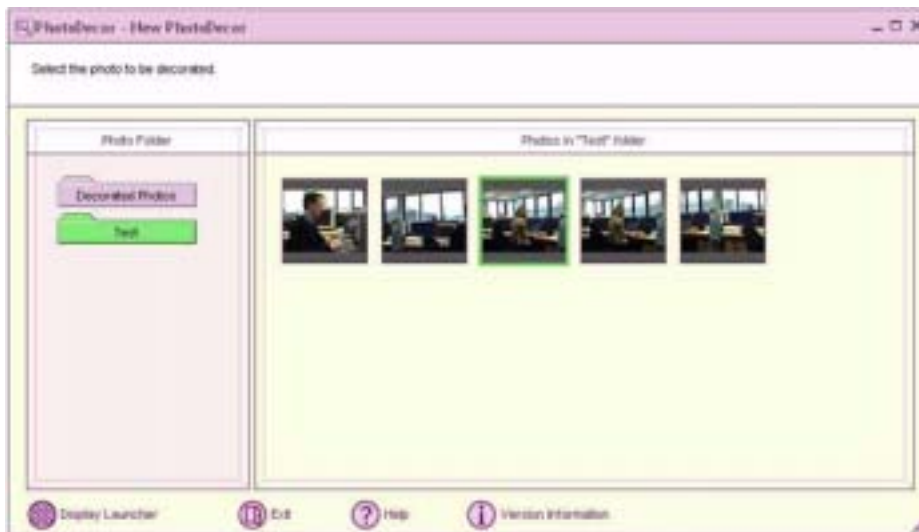 PhotoDecor - New PhotoDecor
Select the photo to be decorated.
Photo Folder
Photos in "Test" folder
Decorated Photos
Test
Display Launcher
Exit
Help
Version Information